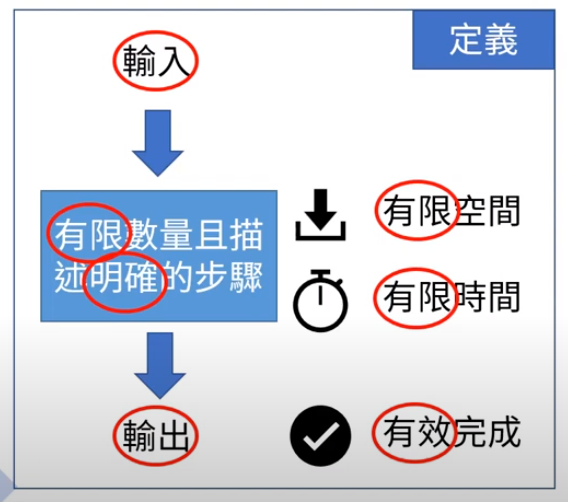 定義
輸入
有限數量且描
述明確的步驟
有限空間
有限時間
輸出
有效完成